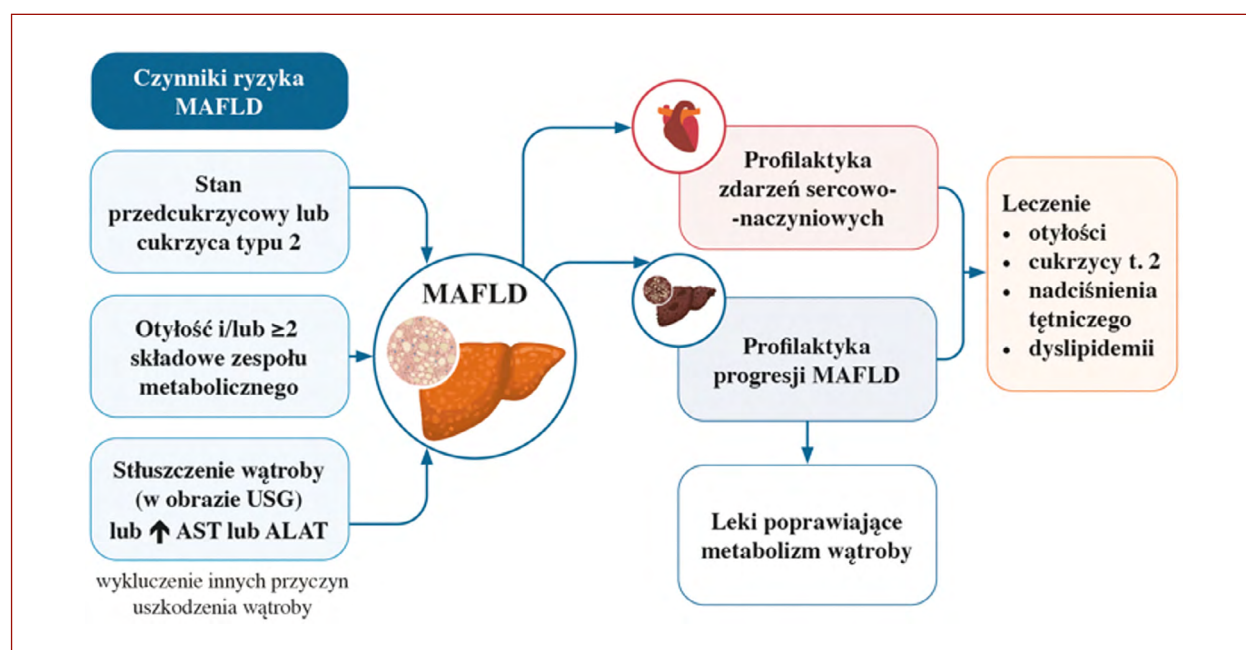 Czynniki ryzyka
MAFLD
Stan
przedcukrzycowy lub
cukrzyca typu 2
Otyłość i/lub ≥2
składowe zespołu
metabolicznego
Stłuszczenie wątroby
(w obrazie USG)
lub ↑ AST lub ALAT
wykluczenie innych przyczyn
uszkodzenia wątroby
MAFLD
Profilaktyka
zdarzeń sercowo-
-naczyniowych
Profilaktyka
progresji MAFLD
Leki poprawiające
metabolizm wątroby
Leczenie
• otyłości
• cukrzycy t. 2
• nadciśnienia
tętniczego
• dyslipidemii